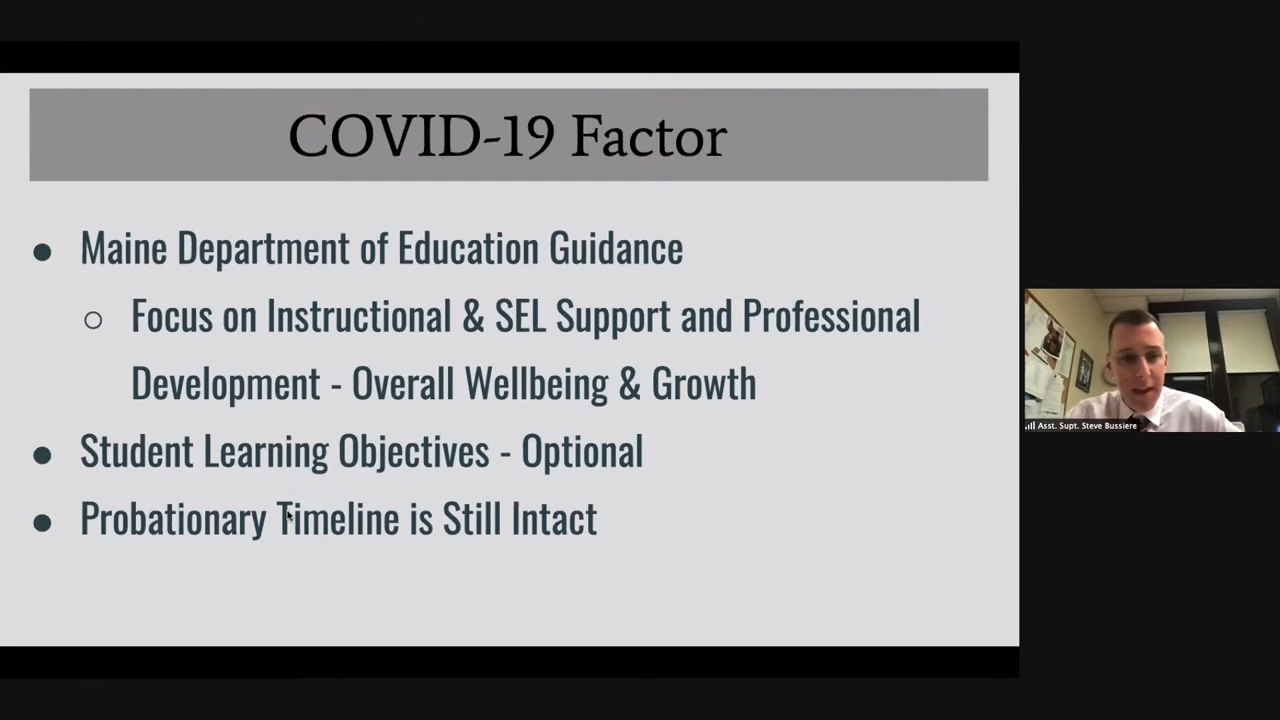 COVID-19 Factor
● Maine Department of Education Guidance
○ Focus on Instructional & SEL Support and Professional
Development - Overall Wellbeing & Growth
● Student Learning Objectives - Optional
● Probationary Timeline is Still Intact
Asst. Supt. Steve Bussiere